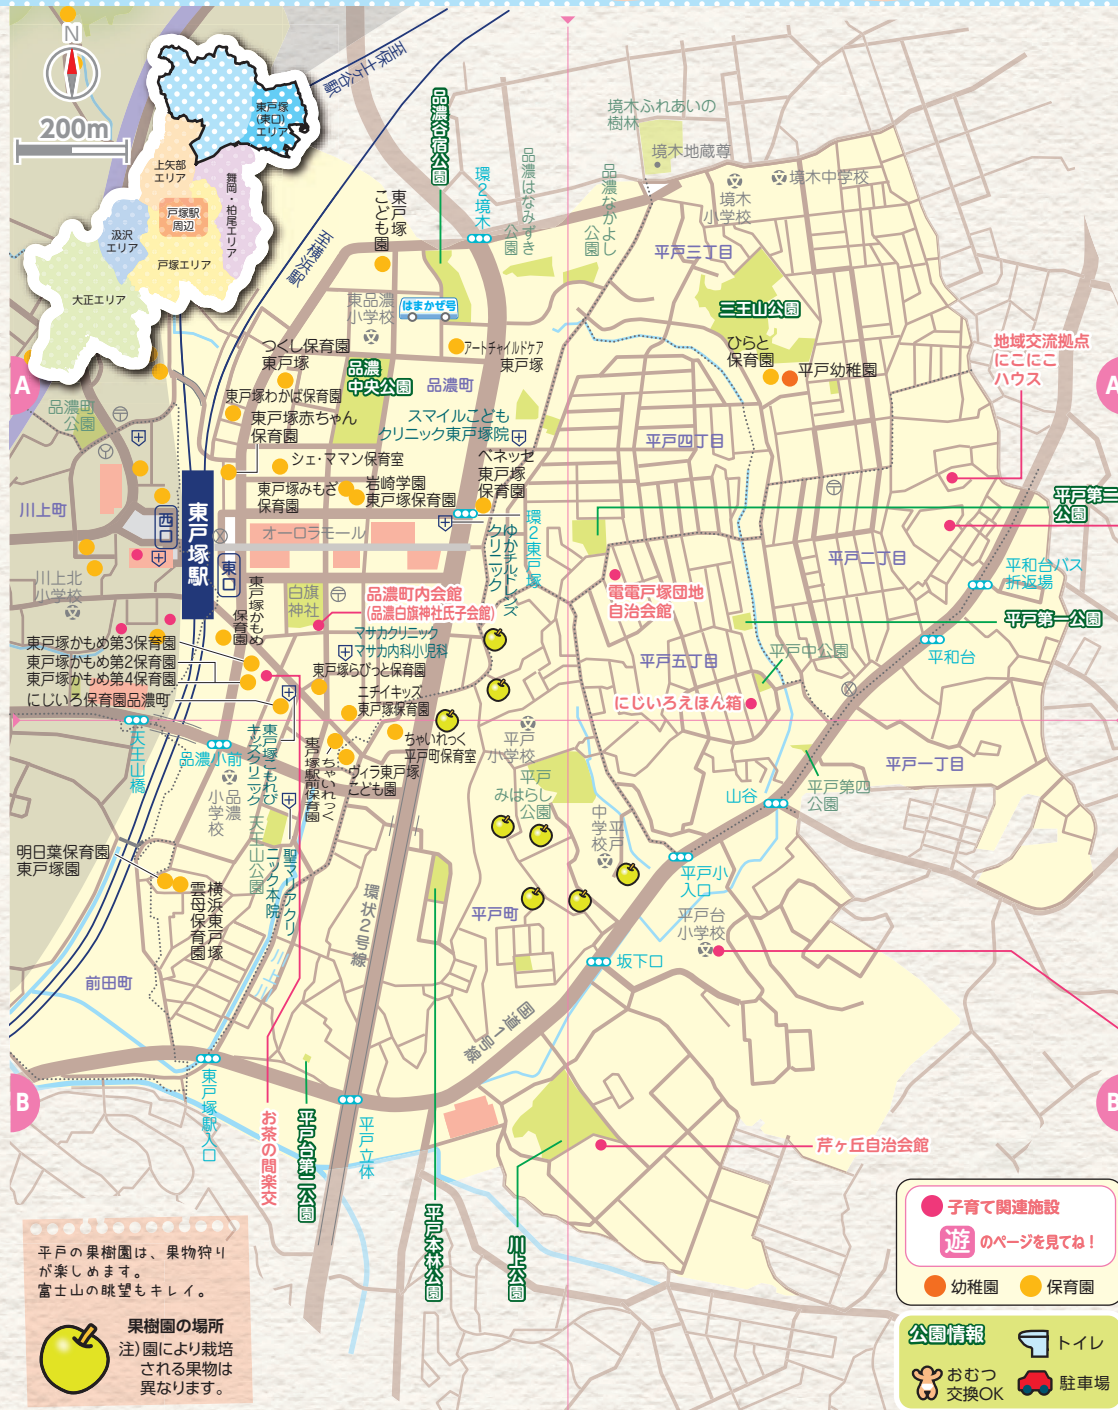 N
200m
東戸塚
(東口)
エリア
上矢部
エリア
舞岡・柏尾エリア
戸塚駅
周辺
汲沢
エリア
戸塚エリア
大正エリア
至保土ヶ谷駅
至横浜駅
品濃谷宿公園
環2境木
品濃はなみずき
公園
品濃なかよし
公園
境木ふれあいの
樹林
境木地蔵尊
境木
小学校
境木中学校
平戸三丁目
三王山公園
東戸塚
こども園
東品濃
小学校
はまかぜ号
アートチャイルドケア
東戸塚
つくし保育園
東戸塚
品濃
中央公園
品濃町
東戸塚わかば保育園
東戸塚赤ちゃん
保育園
スマイルこども
クリニック東戸塚院
シェ・ママン保育室
ベネッセ
東戸塚
保育園
東戸塚みもざ
保育園
岩崎学園
東戸塚保育園
ひらと
保育園
平戸幼稚園
地域交流拠点
にこにこ
ハウス
A
A
品濃町
公園
川上町
西口
東戸塚駅
東口
オーロラモール
環2東戸塚
ゆかチルドレンズ
クリニック
平戸四丁目
平戸第二
公園
平戸二丁目
平和台バス
折返場
平戸第一公園
平和台
電電戸塚団地
自治会館
平戸五丁目
平戸中公園
にじいろえほん箱
川上北
小学校
白旗
神社
品濃町内会館
(品濃白旗神社氏子会館)
マサカクリニック
マサカ内科小児科
東戸塚かもめ
保育園
東戸塚かもめ第3保育園
東戸塚かもめ第2保育園
東戸塚かもめ第4保育園
にじいろ保育園品濃町
東戸塚らびっと保育園
ニチイキッズ
東戸塚保育園
ちゃいれっく
平戸町保育室
ヴィラ東戸塚
こども園
ちゃいれっく
東戸塚駅前保育園
東戸塚こもれび
キッズクリニック
天王山橋
品濃小前
品濃
小学校
天王山公園
聖マリアクリ
ニック本院
平戸
小学校
平戸
みはらし
公園
平戸
中学校
平戸一丁目
平戸第四
公園
山谷
平戸小
入口
平戸台
小学校
坂下口
平戸町
明日葉保育園
東戸塚園
横浜東戸塚
雲母保育園
前田町
川上川
環状2号線
国道1号線
B
B
東戸塚駅入口
お茶の間楽交
平戸台第二公園
平戸立体
平戸本林公園
川上公園
芹ヶ丘自治会館
平戸の果樹園は、果物狩り
が楽しめます。
富士山の眺望もキレイ。
果樹園の場所
注)園により栽培
される果物は
異なります。
子育て関連施設
遊 のページを見てね!
幼稚園
保育園
公園情報
トイレ
おむつ
交換OK
駐車場